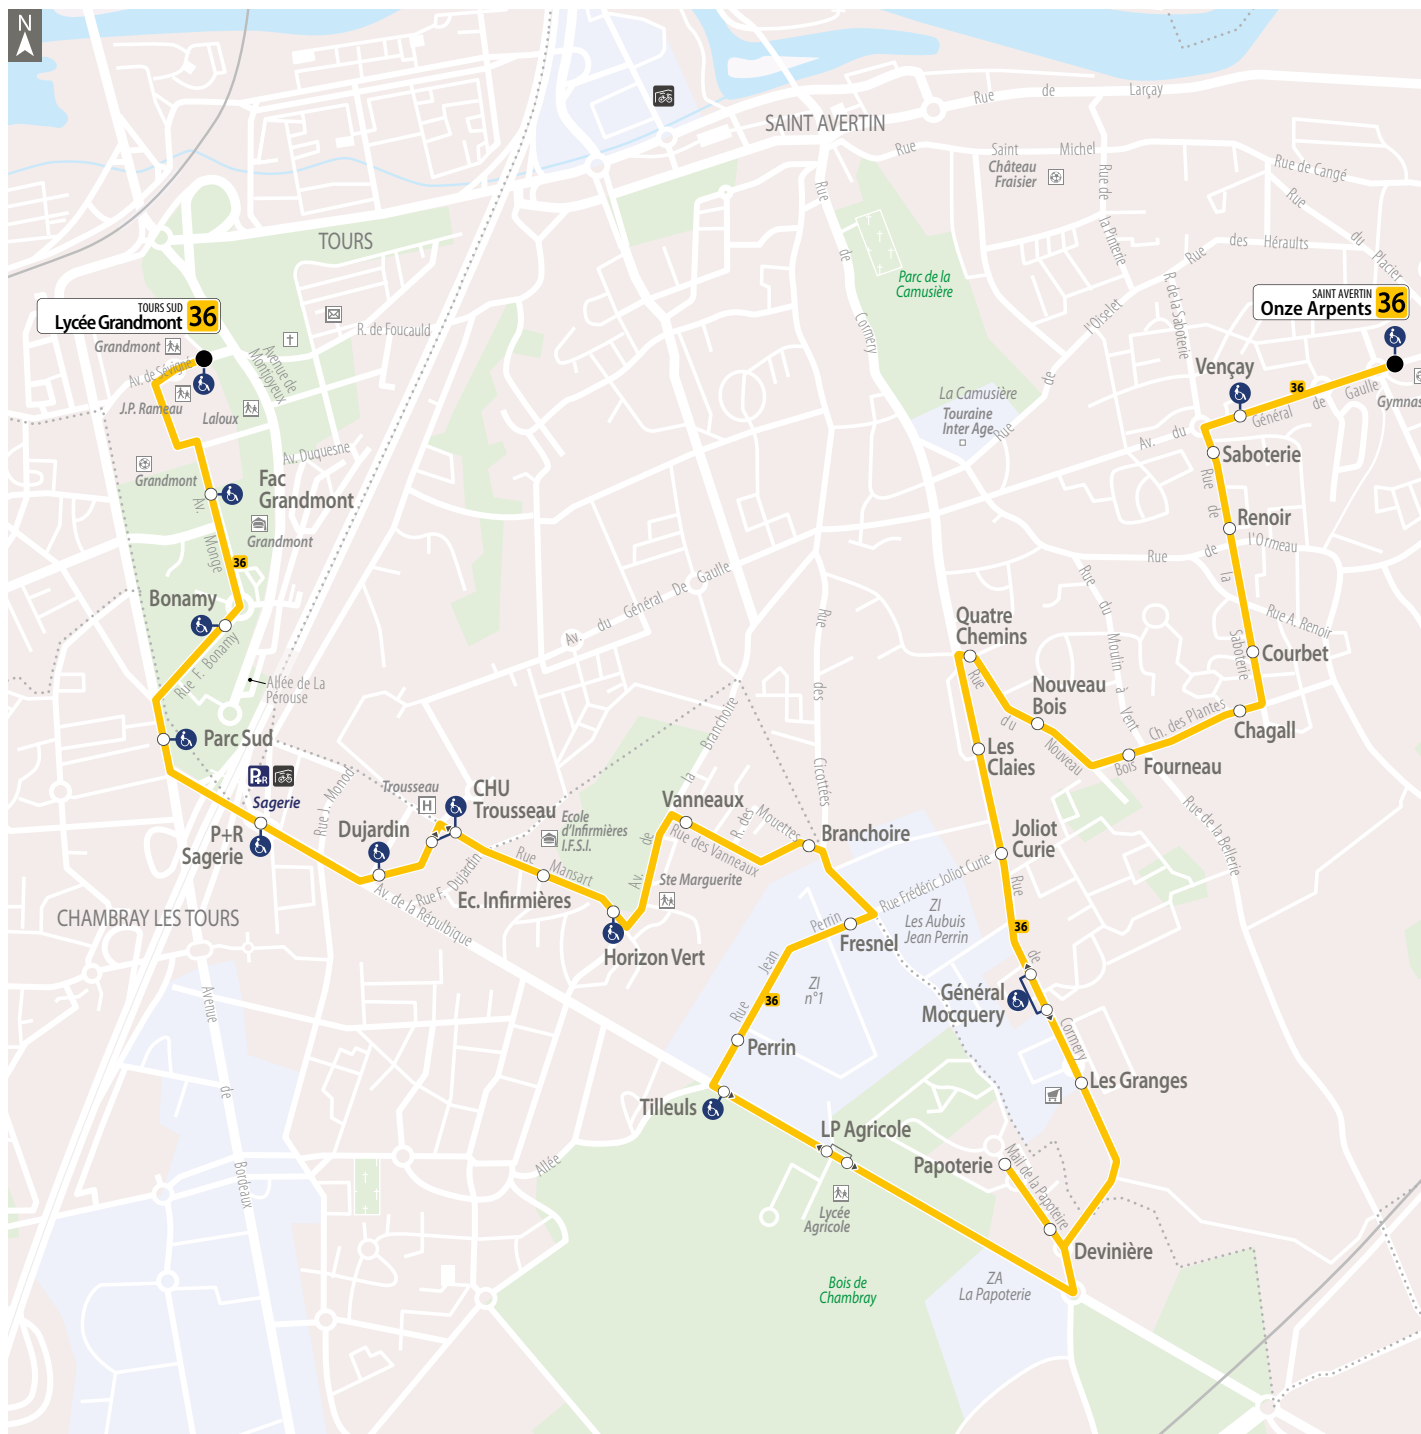 N
SAINT AVERTIN
Rue de Larçay
Rue Saint Michel
Château
Fraisier
Rue de Cangé
Rue de la Pinterie
Rue du Placier
Rue des Héraults
TOURS
Rue de Cormery
Parc de la
Camusière
R. de la Saboterie
Rue de l'Oiselet
TOURS SUD
Lycée Grandmont 36
SAINT AVERTIN
Onze Arpents 36
R. de Foucauld
Grandmont
Av. de Sévigné
Avenue de
Montjoyeux
J.P. Rameau
Laloux
Vençay
36
Av. du Général de Gaulle
Gymnas
La Camusière
Touraine
Inter Age
Av. Duquesne
Grandmont
Fac
Grandmont
Saboterie
Av. Monge
Grandmont
Renoir
Rue de l'Ormeau
Rue de la Saboterie
36
Av. du Général De Gaulle
Rue du Moulin à Vent
Bonamy
Rue F. Bonamy
Quatre
Chemins
Rue A. Renoir
Courbet
Rue des Cicottées
Allée de La
Pérouse
Nouveau
Bois
Rue du Nouveau Bois
Ch. des Plantes
Chagall
Parc Sud
Les
Claies
Fourneau
P+R
Sagerie
Rue J. Monod
Trousseau
H
CHU
Trousseau
Av. de la Branchoire
Vanneaux
R. des Mouettes
Rue des Vanneaux
Branchoire
Rue de la Bellerie
Ecole
d'Infirmières
I.F.S.I.
P+R
Sagerie
Dujardin
Rue F. Dujardin
Joliot
Curie
Rue Mansart
Ste Marguerite
Rue Frédéric Joliot Curie
Av. de la Répulbique
Ec. Infirmières
CHAMBRAY LES TOURS
ZI
Les Aubuis
Jean Perrin
Fresnel
Rue Jean Perrin
36
Rue de Cormery
Horizon Vert
ZI
n°1
36
Général
Mocquery
Avenue de Bordeaux
Perrin
Les Granges
Tilleuls
LP Agricole
Allée
Papoterie
Mail de la Papoteire
Lycée
Agricole
Devinière
Bois de
Chambray
ZA
La Papoterie